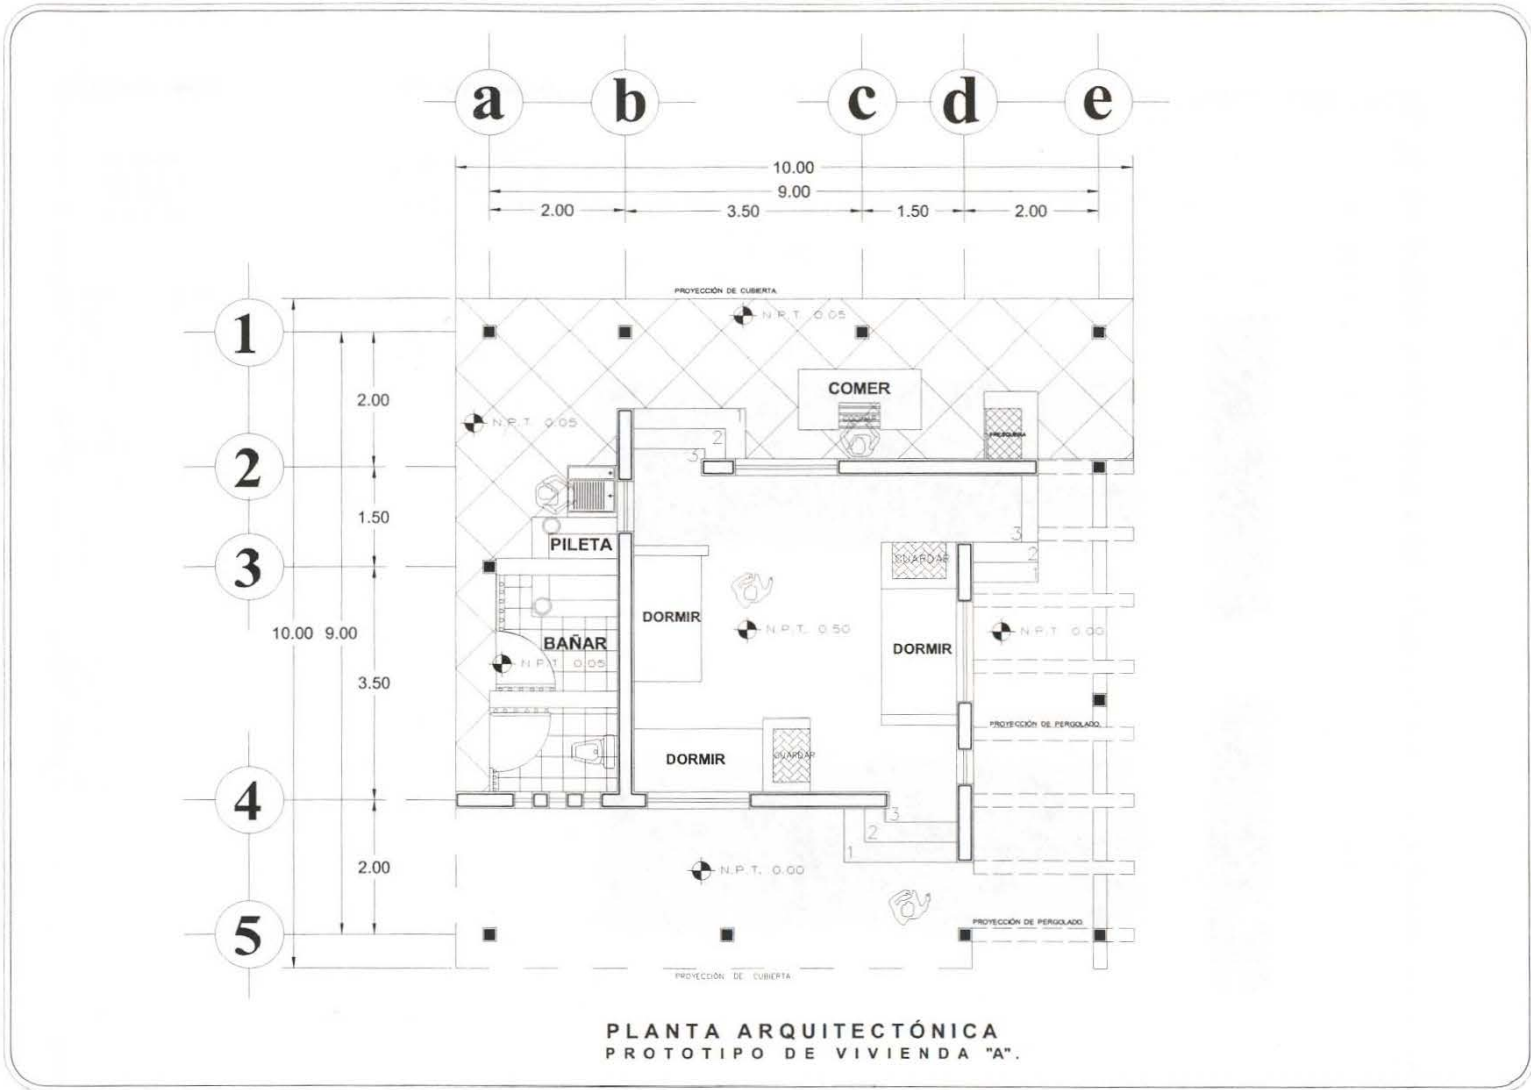 a b c d e
10.00
9.00
2.00 3.50 1.50 2.00
PROYECCIÓN DE CUBIERTA
1
N.P.T. 0.05
2.00
COMER
N.P.T. 0.05
1
2
3
2
1.50
PILETA
3
2
1
GUARDAR
3
DORMIR
10.00 9.00
BAÑAR
N.P.T. 0.50
N.P.T. 0.00
DORMIR
N.P.T. 0.05
3.50
PROYECCIÓN DE PERGOLADO.
DORMIR
GUARDAR
4
3
2
1
2.00
N.P.T. 0.00
PROYECCIÓN DE PERGOLADO.
5
PROYECCIÓN DE CUBIERTA
PLANTA ARQUITECTÓNICA
PROTOTIPO DE VIVIENDA "A".